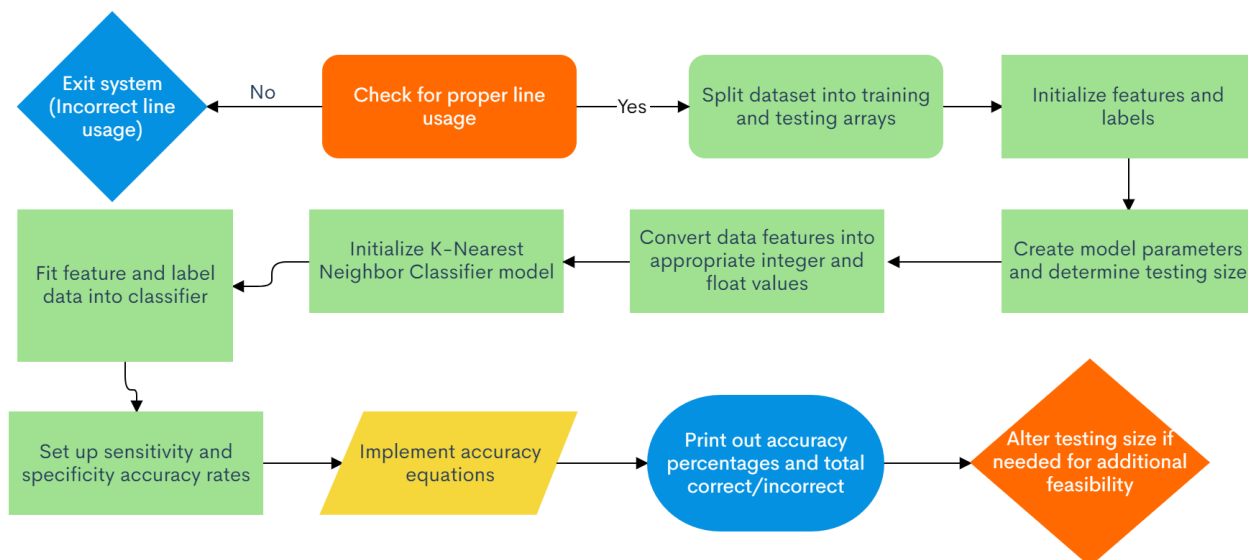 Exit system
(Incorrect line
usage)
No
Check for proper line
usage
Yes
Split dataset into training
and testing arrays
Initialize features and
labels
Create model parameters
and determine testing size
Convert data features into
appropriate integer and
float values
Initialize K-Nearest
Neighbor Classifier model
Fit feature and label
data into classifier
Set up sensitivity and
specificity accuracy rates
Implement accuracy
equations
Print out accuracy
percentages and total
correct/incorrect
Alter testing size if
needed for additional
feasibility